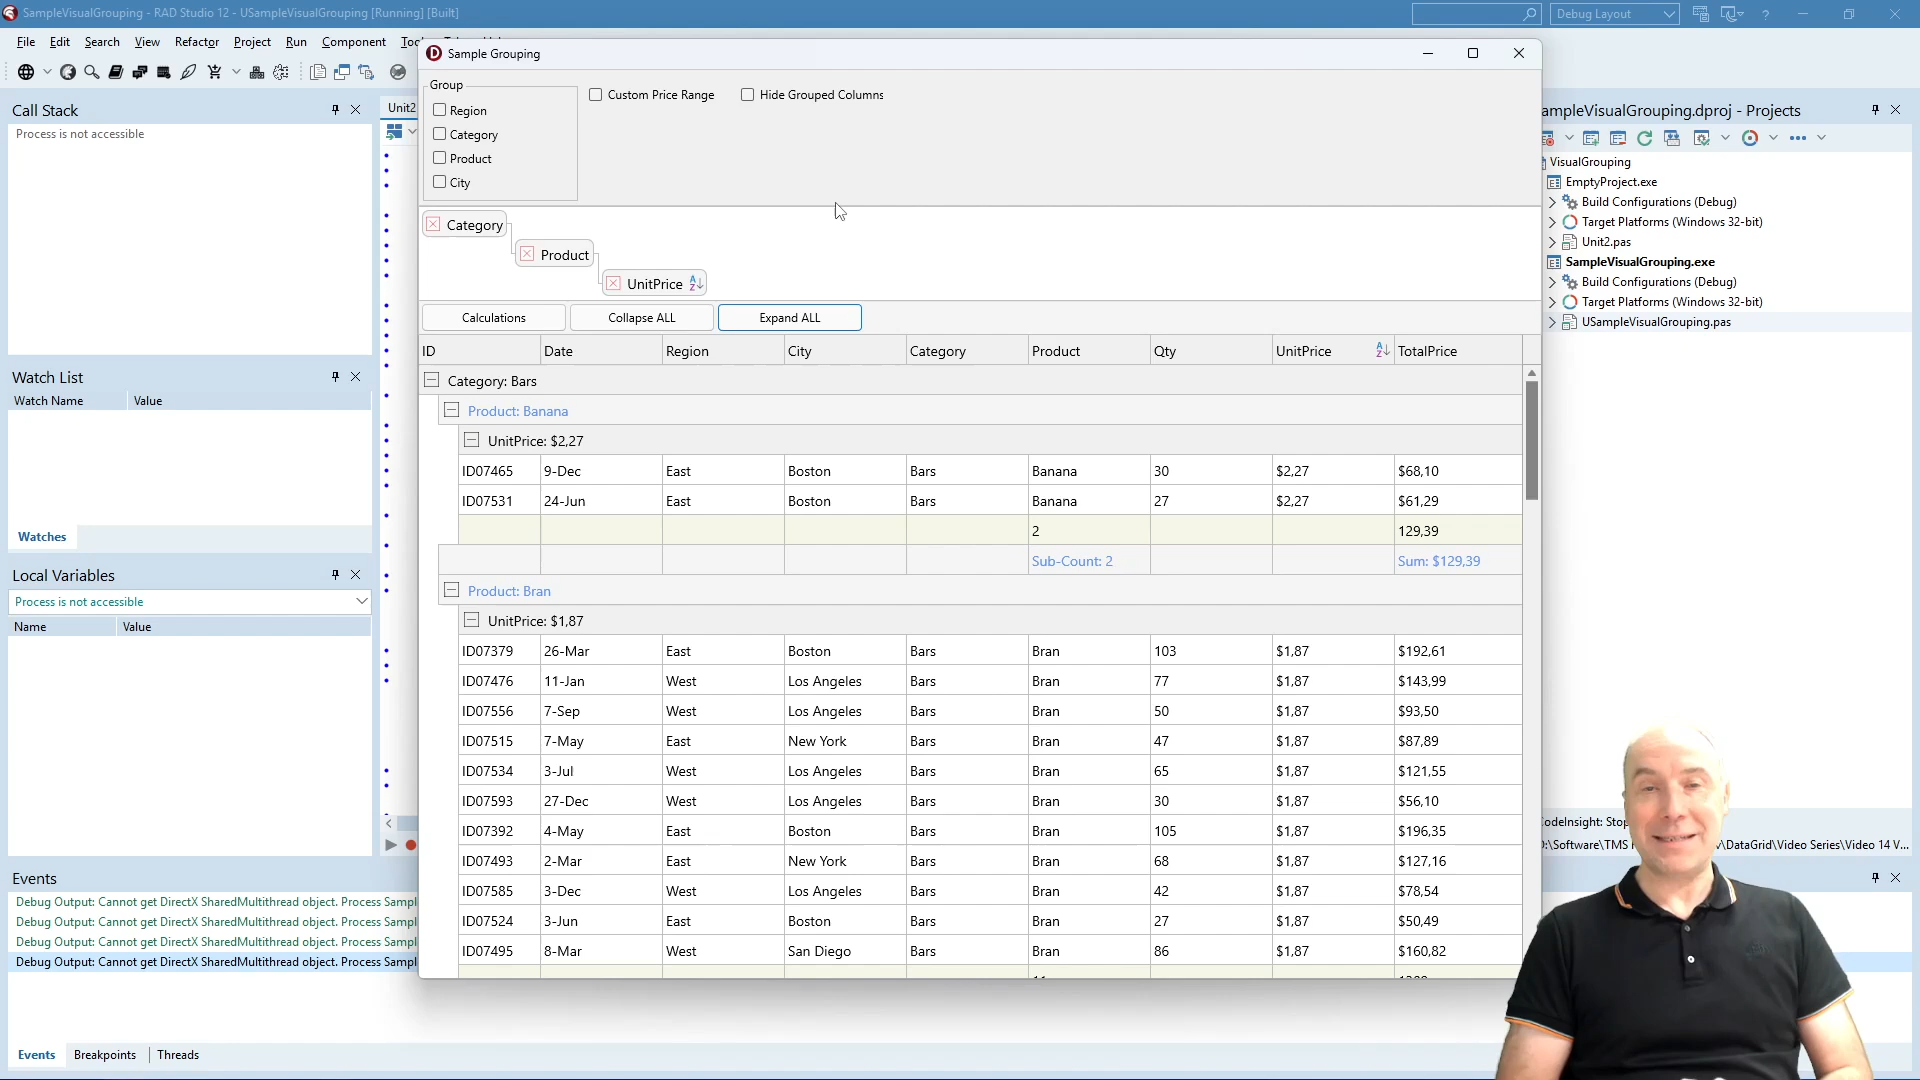 SampleVisualGrouping - RAD Studio 12 - USampleVisualGrouping [Running] [Built]
Debug Layout
File Edit Search View Refactor Project Run Component
Sample Grouping
Group
Region
Category
Product
City
Custom Price Range
Hide Grouped Columns
Category
Product
UnitPrice
Calculations
Collapse ALL
Expand ALL
ID Date Region City Category Product Qty UnitPrice TotalPrice
Category: Bars
Product: Banana
UnitPrice: $2,27
ID07465 9-Dec East Boston Bars Banana 30 $2,27 $68,10
ID07531 24-Jun East Boston Bars Banana 27 $2,27 $61,29
2 129,39
Sub-Count: 2 Sum: $129,39
Product: Bran
UnitPrice: $1,87
ID07379 26-Mar East Boston Bars Bran 103 $1,87 $192,61
ID07476 11-Jan West Los Angeles Bars Bran 77 $1,87 $143,99
ID07556 7-Sep West Los Angeles Bars Bran 50 $1,87 $93,50
ID07515 7-May East New York Bars Bran 47 $1,87 $87,89
ID07534 3-Jul West Los Angeles Bars Bran 65 $1,87 $121,55
ID07593 27-Dec West Los Angeles Bars Bran 30 $1,87 $56,10
ID07392 4-May East Boston Bars Bran 105 $1,87 $196,35
ID07493 2-Mar East New York Bars Bran 68 $1,87 $127,16
ID07585 3-Dec West Los Angeles Bars Bran 42 $1,87 $78,54
ID07524 3-Jun East Boston Bars Bran 27 $1,87 $50,49
ID07495 8-Mar West San Diego Bars Bran 86 $1,87 $160,82
Call Stack
Process is not accessible
Unit2
Watch List
Watch Name Value
Watches
Local Variables
Process is not accessible
Name Value
Events
Debug Output: Cannot get DirectX SharedMultithread object. Process Sampl
Debug Output: Cannot get DirectX SharedMultithread object. Process Sampl
Debug Output: Cannot get DirectX SharedMultithread object. Process Sampl
Debug Output: Cannot get DirectX SharedMultithread object. Process Sampl
Events Breakpoints Threads
ampleVisualGrouping.dproj - Projects
VisualGrouping
EmptyProject.exe
Build Configurations (Debug)
Target Platforms (Windows 32-bit)
Unit2.pas
SampleVisualGrouping.exe
Build Configurations (Debug)
Target Platforms (Windows 32-bit)
USampleVisualGrouping.pas
CodeInsight: Stop
D:\Software\TMS \DataGrid\Video Series\Video 14 V...